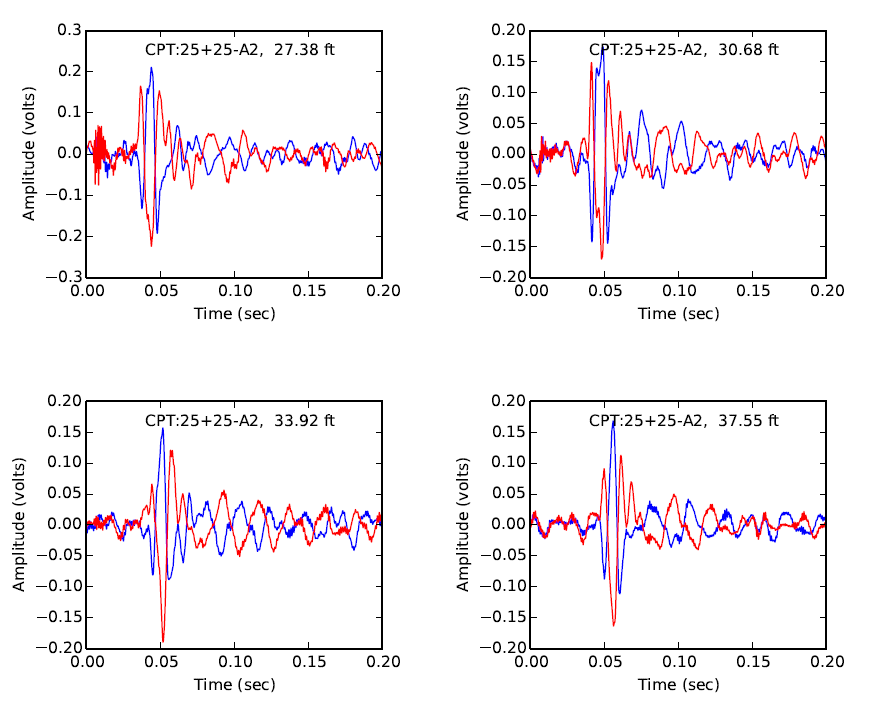 CPT:25+25-A2, 27.38 ft
0.3
0.2
0.1
0.0
−0.1
−0.2
−0.3
Amplitude (volts)
0.00 0.05 0.10 0.15 0.20
Time (sec)
CPT:25+25-A2, 30.68 ft
0.20
0.15
0.10
0.05
0.00
−0.05
−0.10
−0.15
−0.20
Amplitude (volts)
0.00 0.05 0.10 0.15 0.20
Time (sec)
CPT:25+25-A2, 33.92 ft
0.20
0.15
0.10
0.05
0.00
−0.05
−0.10
−0.15
−0.20
Amplitude (volts)
0.00 0.05 0.10 0.15 0.20
Time (sec)
CPT:25+25-A2, 37.55 ft
0.20
0.15
0.10
0.05
0.00
−0.05
−0.10
−0.15
−0.20
Amplitude (volts)
0.00 0.05 0.10 0.15 0.20
Time (sec)